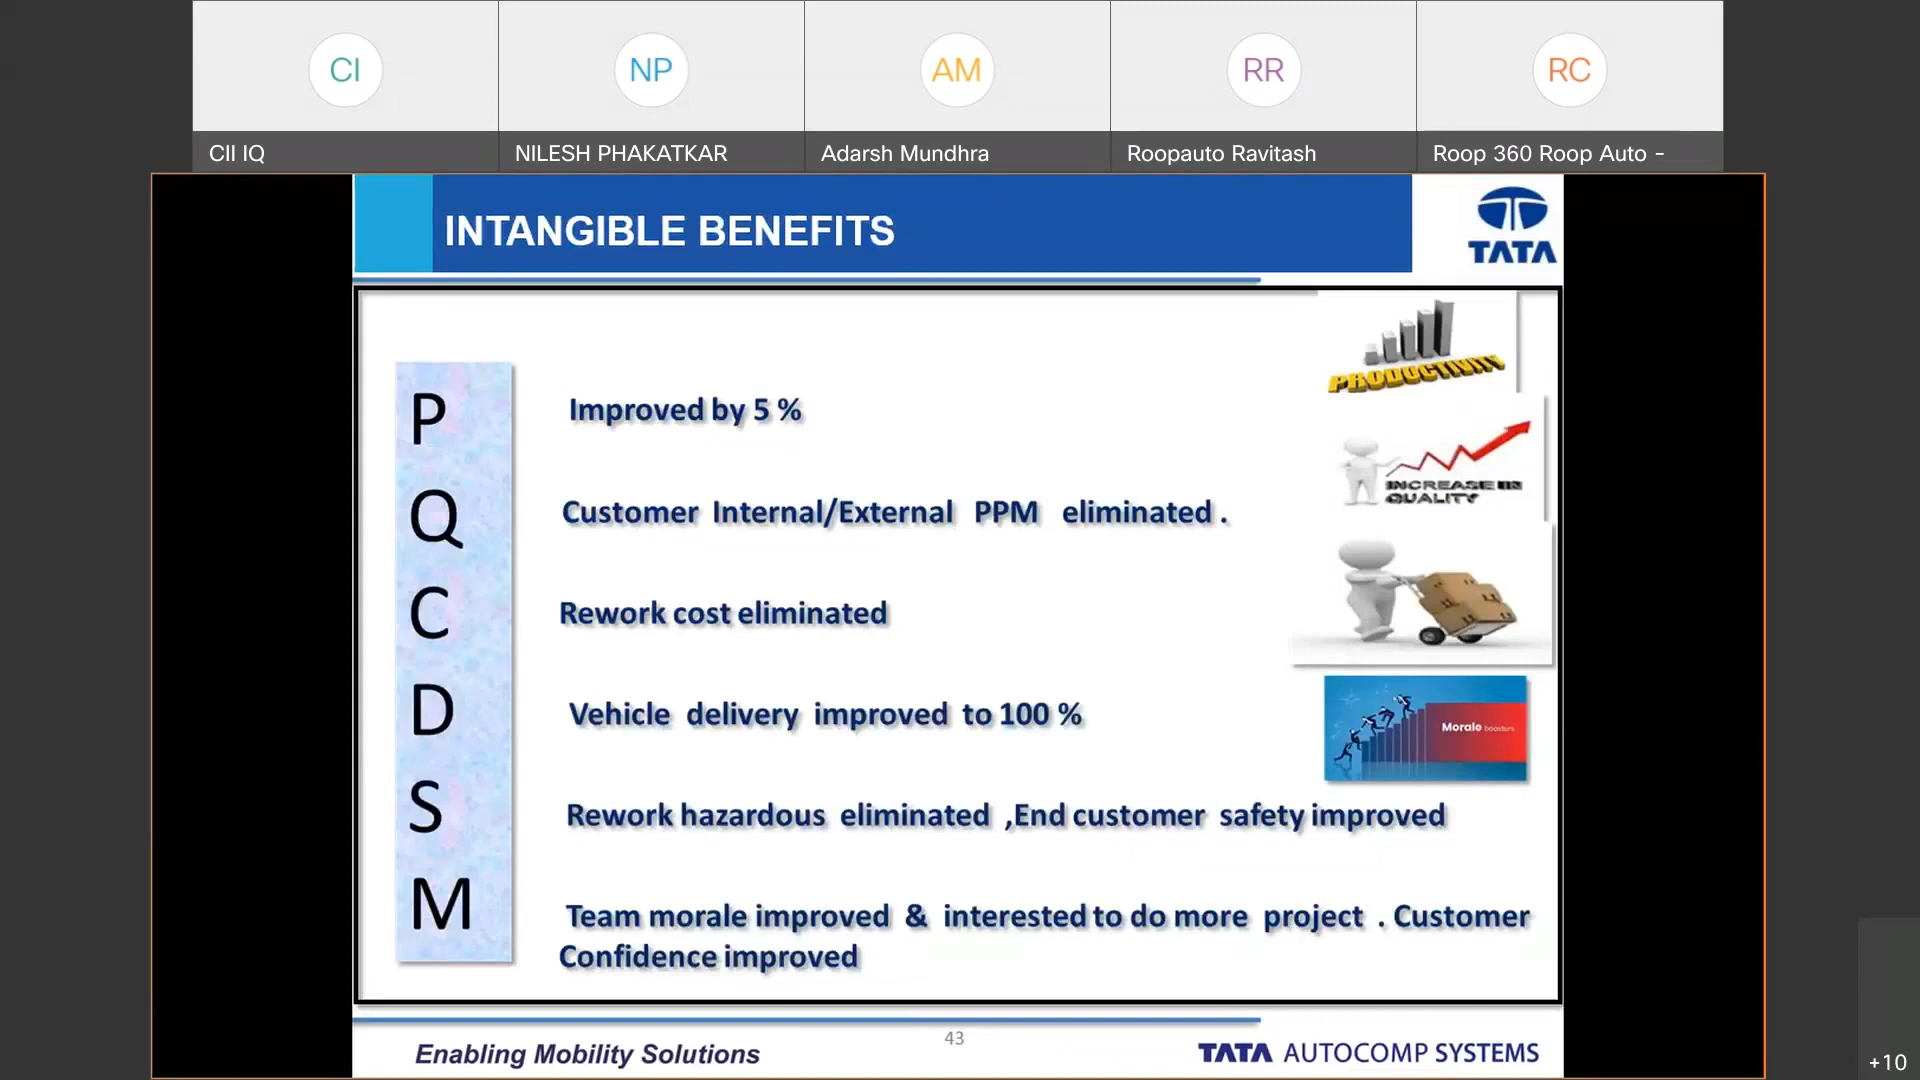 CI
NP
AM
RR
RC
CII IQ
NILESH PHAKATKAR
Adarsh Mundhra
Roopauto Ravitash
Roop 360 Roop Auto -
INTANGIBLE BENEFITS
TATA
PRODUCTIVITY
P
Improved by 5 %
INCREASE IN
QUALITY
Q
Customer Internal/External PPM eliminated .
C
Rework cost eliminated
D
Vehicle delivery improved to 100 %
Morale boosters
S
Rework hazardous eliminated ,End customer safety improved
M
Team morale improved & interested to do more project . Customer
Confidence improved
43
Enabling Mobility Solutions
TATA AUTOCOMP SYSTEMS
+10